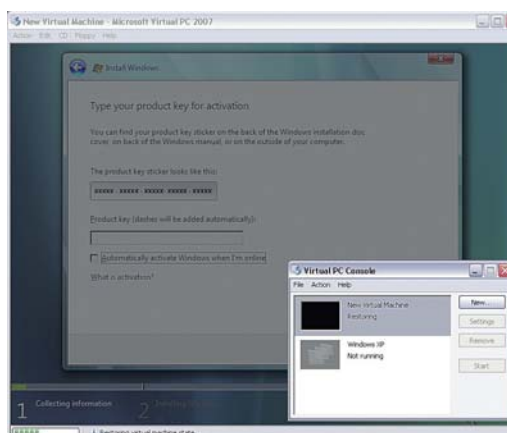 New Virtual Machine - Microsoft Virtual PC 2007
Action Edit CD Floppy Help
Install Windows
Type your product key for activation
You can find your product key sticker on the back of the Windows installation disc
cover, on back of the Windows manual, or on the outside of your computer.
The product key sticker looks like this:
XXXXX - XXXXX - XXXXX - XXXXX - XXXXX
Product key (dashes will be added automatically):
Automatically activate Windows when I'm online
What is activation?
Virtual PC Console
File Action Help
New Virtual Machine
Restoring
New...
Settings
Remove
Start
Windows XP
Not running
1 Collecting information
2 Installing
Restoring virtual machine state